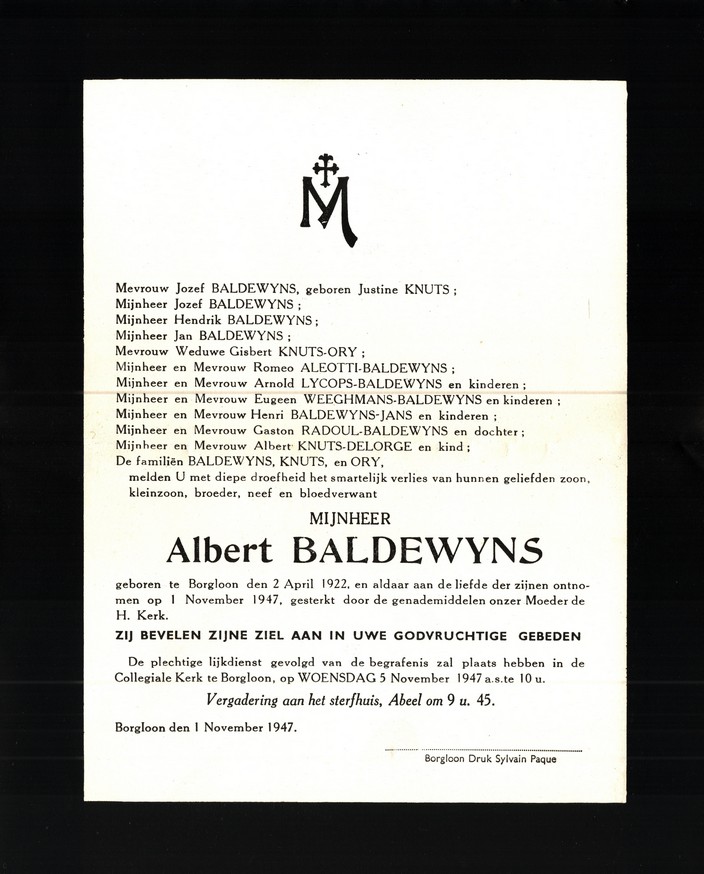 M
Mevrouw Jozef BALDEWYNS, geboren Justine KNUTS ;
Mijnheer Jozef BALDEWYNS ;
Mijnheer Hendrik BALDEWYNS ;
Mijnheer Jan BALDEWYNS ;
Mevrouw Weduwe Gisbert KNUTS-ORY ;
Mijnheer en Mevrouw Romeo ALEOTTI-BALDEWYNS ;
Mijnheer en Mevrouw Arnold LYCOPS-BALDEWYNS en kinderen ;
Mijnheer en Mevrouw Eugeen WEEGHMANS-BALDEWYNS en kinderen ;
Mijnheer en Mevrouw Henri BALDEWYNS-JANS en kinderen ;
Mijnheer en Mevrouw Gaston RADOUL-BALDEWYNS en dochter ;
Mijnheer en Mevrouw Albert KNUTS-DELORGE en kind ;
De familiën BALDEWYNS, KNUTS, en ORY,
melden U met diepe droefheid het smartelijk verlies van hunnen geliefden zoon,
kleinzoon, broeder, neef en bloedverwant
MIJNHEER
Albert BALDEWYNS
geboren te Borgloon den 2 April 1922, en aldaar aan de liefde der zijnen ontno-
men op 1 November 1947, gesterkt door de genademiddelen onzer Moeder de
H. Kerk.
ZIJ BEVELEN ZIJNE ZIEL AAN IN UWE GODVRUCHTIGE GEBEDEN
De plechtige lijkdienst gevolgd van de begrafenis zal plaats hebben in de
Collegiale Kerk te Borgloon, op WOENSDAG 5 November 1947 a.s. te 10 u.
Vergadering aan het sterfhuis, Abeel om 9 u. 45.
Borgloon den 1 November 1947.
Borgloon Druk Sylvain Paque